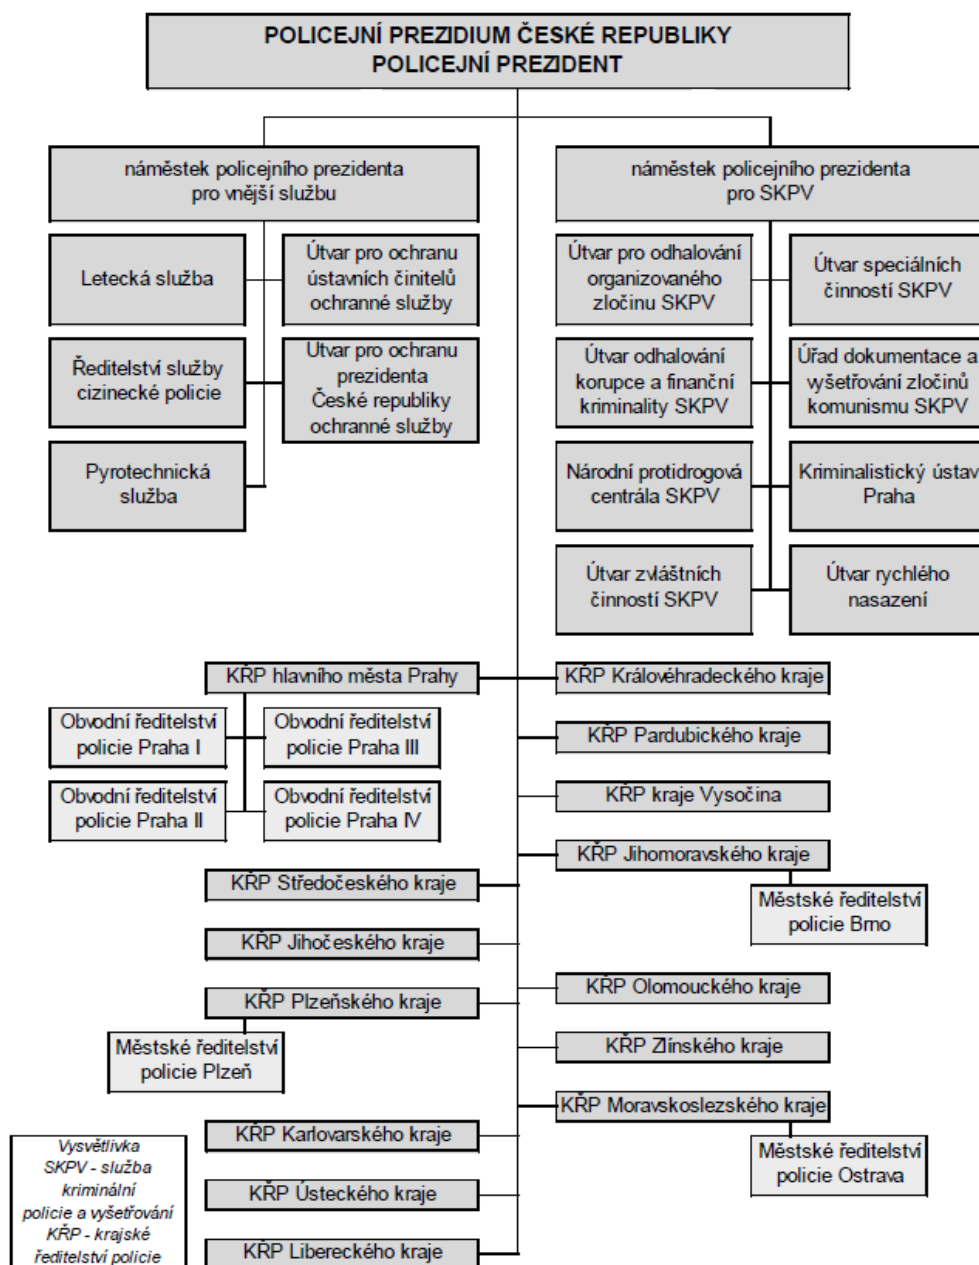 POLICEJNÍ PREZIDIUM ČESKÉ REPUBLIKY
POLICEJNÍ PREZIDENT
náměstek policejního prezidenta
pro vnější službu
náměstek policejního prezidenta
pro SKPV
Letecká služba
Útvar pro ochranu
ústavních činitelů
ochranné služby
Útvar pro odhalování
organizovaného
zločinu SKPV
Útvar speciálních
činností SKPV
Ředitelství služby
cizinecké policie
Útvar pro ochranu
prezidenta
České republiky
ochranné služby
Útvar odhalování
korupce a finanční
kriminality SKPV
Úřad dokumentace a
vyšetřování zločinů
komunismu SKPV
Pyrotechnická
služba
Národní protidrogová
centrála SKPV
Kriminalistický ústav
Praha
Útvar zvláštních
činností SKPV
Útvar rychlého
nasazení
KŘP hlavního města Prahy
KŘP Královéhradeckého kraje
Obvodní ředitelství
policie Praha I
Obvodní ředitelství
policie Praha III
KŘP Pardubického kraje
Obvodní ředitelství
policie Praha II
Obvodní ředitelství
policie Praha IV
KŘP kraje Vysočina
KŘP Jihomoravského kraje
KŘP Středočeského kraje
Městské ředitelství
policie Brno
KŘP Jihočeského kraje
KŘP Olomouckého kraje
KŘP Plzeňského kraje
Městské ředitelství
policie Plzeň
KŘP Zlínského kraje
KŘP Moravskoslezského kraje
KŘP Karlovarského kraje
Městské ředitelství
policie Ostrava
KŘP Ústeckého kraje
KŘP Libereckého kraje
Vysvětlivka
SKPV - služba
kriminální
policie a vyšetřování
KŘP - krajské
ředitelství policie